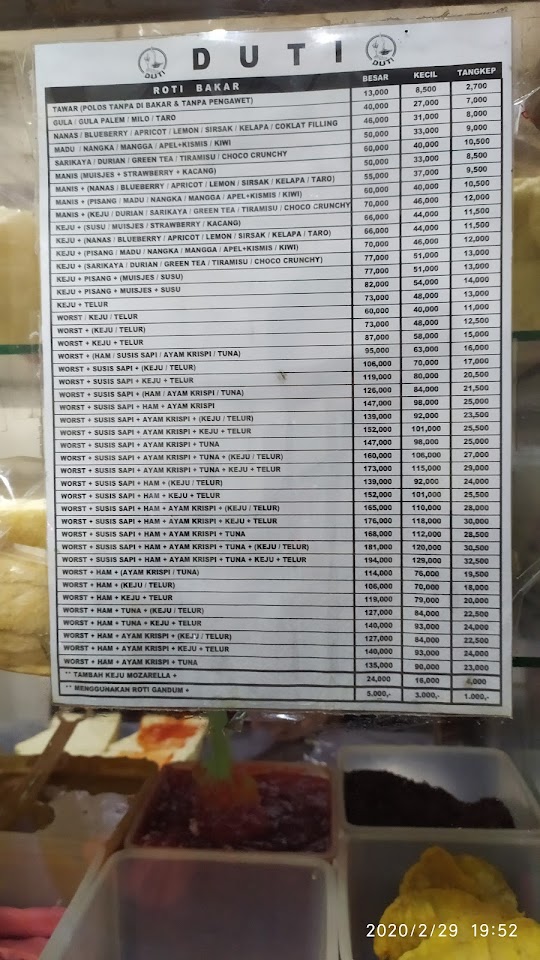 DUTI DUTI DUTI
ROTI BAKAR BESAR KECIL TANGKEP
TAWAR (POLOS TANPA DI BAKAR & TANPA PENGAWET) 13,000 8,500 2,700
GULA / GULA PALEM / MILO / TARO 40,000 27,000 7,000
NANAS / BLUEBERRY / APRICOT / LEMON / SIRSAK / KELAPA / COKLAT FILLING 46,000 31,000 8,000
MADU / NANGKA / MANGGA / APEL+KISMIS / KIWI 50,000 33,000 9,000
SARIKAYA / DURIAN / GREEN TEA / TIRAMISU / CHOCO CRUNCHY 60,000 40,000 10,500
MANIS (MUISJES + STRAWBERRY + KACANG) 50,000 33,000 8,500
MANIS + (NANAS / BLUEBERRY / APRICOT / LEMON / SIRSAK / KELAPA / TARO) 55,000 37,000 9,500
MANIS + (PISANG / MADU / NANGKA / MANGGA / APEL+KISMIS / KIWI) 60,000 40,000 10,500
MANIS + (KEJU / DURIAN / SARIKAYA / GREEN TEA / TIRAMISU / CHOCO CRUNCHY 70,000 46,000 12,000
KEJU + (SUSU / MUISJES / STRAWBERRY / KACANG) 66,000 44,000 11,500
KEJU + (NANAS / BLUEBERRY / APRICOT / LEMON / SIRSAK / KELAPA / TARO) 66,000 44,000 11,500
KEJU + (PISANG / MADU / NANGKA / MANGGA / APEL+KISMIS / KIWI) 70,000 46,000 12,000
KEJU + (SARIKAYA / DURIAN / GREEN TEA / TIRAMISU / CHOCO CRUNCHY) 77,000 51,000 13,000
KEJU + PISANG + (MUISJES / SUSU) 77,000 51,000 13,000
KEJU + PISANG + MUISJES + SUSU 82,000 54,000 14,000
KEJU + TELUR 73,000 48,000 13,000
WORST / KEJU / TELUR 60,000 40,000 11,000
WORST + (KEJU / TELUR) 73,000 48,000 12,500
WORST + KEJU + TELUR 87,000 58,000 15,000
WORST + (HAM / SUSIS SAPI / AYAM KRISPI / TUNA) 95,000 63,000 16,000
WORST + SUSIS SAPI + (KEJU / TELUR) 106,000 70,000 17,000
WORST + SUSIS SAPI + KEJU + TELUR 119,000 80,000 20,500
WORST + SUSIS SAPI + (HAM / AYAM KRISPI / TUNA) 126,000 84,000 21,500
WORST + SUSIS SAPI + HAM + AYAM KRISPI 147,000 98,000 25,000
WORST + SUSIS SAPI + AYAM KRISPI + (KEJU / TELUR) 139,000 92,000 23,500
WORST + SUSIS SAPI + AYAM KRISPI + KEJU + TELUR 152,000 101,000 25,500
WORST + SUSIS SAPI + AYAM KRISPI + TUNA 147,000 98,000 25,000
WORST + SUSIS SAPI + AYAM KRISPI + TUNA + (KEJU / TELUR) 160,000 106,000 27,000
WORST + SUSIS SAPI + AYAM KRISPI + TUNA + KEJU + TELUR 173,000 115,000 29,000
WORST + SUSIS SAPI + HAM + (KEJU / TELUR) 139,000 92,000 24,000
WORST + SUSIS SAPI + HAM + KEJU + TELUR 152,000 101,000 25,500
WORST + SUSIS SAPI + HAM + AYAM KRISPI + (KEJU / TELUR) 165,000 110,000 28,000
WORST + SUSIS SAPI + HAM + AYAM KRISPI + KEJU + TELUR 176,000 118,000 30,000
WORST + SUSIS SAPI + HAM + AYAM KRISPI + TUNA 168,000 112,000 28,500
WORST + SUSIS SAPI + HAM + AYAM KRISPI + TUNA + (KEJU / TELUR) 181,000 120,000 30,500
WORST + SUSIS SAPI + HAM + AYAM KRISPI + TUNA + KEJU + TELUR 194,000 129,000 32,500
WORST + HAM + (AYAM KRISPI / TUNA) 114,000 76,000 19,500
WORST + HAM + (KEJU / TELUR) 106,000 70,000 18,000
WORST + HAM + KEJU + TELUR 119,000 79,000 20,000
WORST + HAM + TUNA + (KEJU / TELUR) 127,000 84,000 22,500
WORST + HAM + TUNA + KEJU + TELUR 140,000 93,000 24,000
WORST + HAM + AYAM KRISPI + (KEJU / TELUR) 127,000 84,000 22,500
WORST + HAM + AYAM KRISPI + KEJU + TELUR 140,000 93,000 24,000
WORST + HAM + AYAM KRISPI + TUNA 135,000 90,000 23,000
** TAMBAH KEJU MOZARELLA + 24,000 16,000 4,000
** MENGGUNAKAN ROTI GANDUM + 5.000,- 3.000,- 1.000,-
2020/2/29 19:52